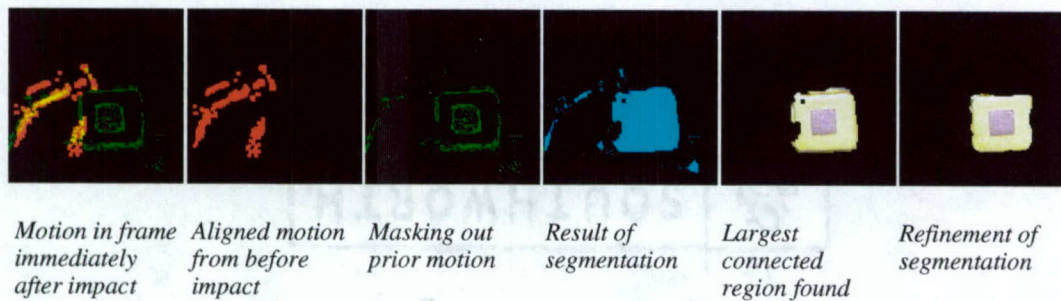 SOUTHWORTH
Motion in frame
immediately
after impact
Aligned motion
from before
impact
Masking out
prior motion
Result of
segmentation
Largest
connected
region found
Refinement of
segmentation